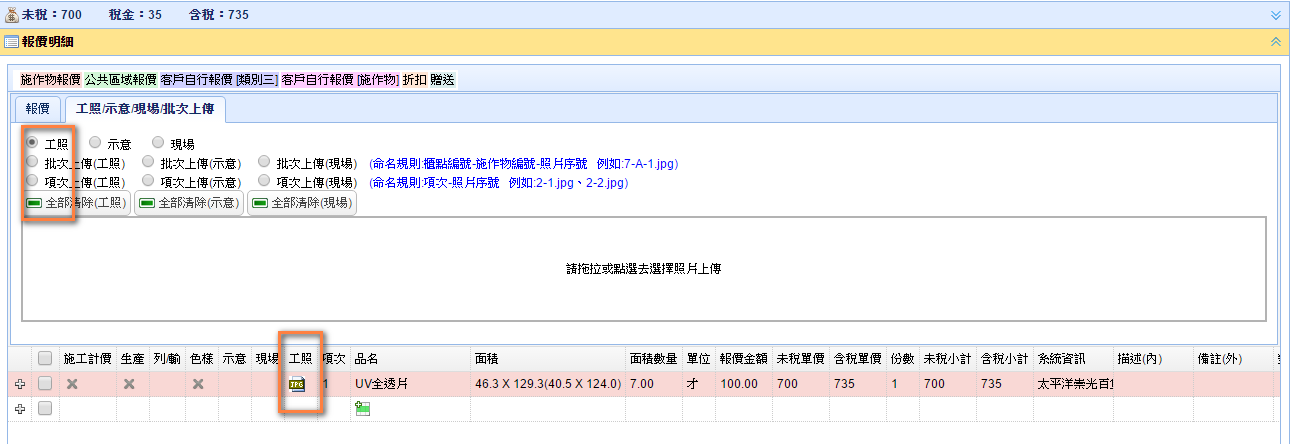 未稅：700 稅金：35 含稅：735
報價明細
施作物報價 公共區域報價 客戶自行報價 [類別三] 客戶自行報價 [施作物] 折扣 贈送
報價 工照/示意/現場/批次上傳
工照 示意 現場
批次上傳(工照) 批次上傳(示意) 批次上傳(現場) (命名規則:櫃點編號-施作物編號-照片序號 例如:7-A-1.jpg)
項次上傳(工照) 項次上傳(示意) 項次上傳(現場) (命名規則:項次-照片序號 例如:2-1.jpg、2-2.jpg)
全部清除(工照) 全部清除(示意) 全部清除(現場)
請拖拉或點選去選擇照片上傳
施工計價 生產 列/輸 色樣 示意 現場 工照 項次 品名 面積 面積數量 單位 報價金額 未稅單價 含稅單價 份數 未稅小計 含稅小計 系統資訊 描述(內) 備註(外)
JPG 1 UV全透片 46.3 X 129.3(40.5 X 124.0) 7.00 才 100.00 700 735 1 700 735 太平洋崇光百